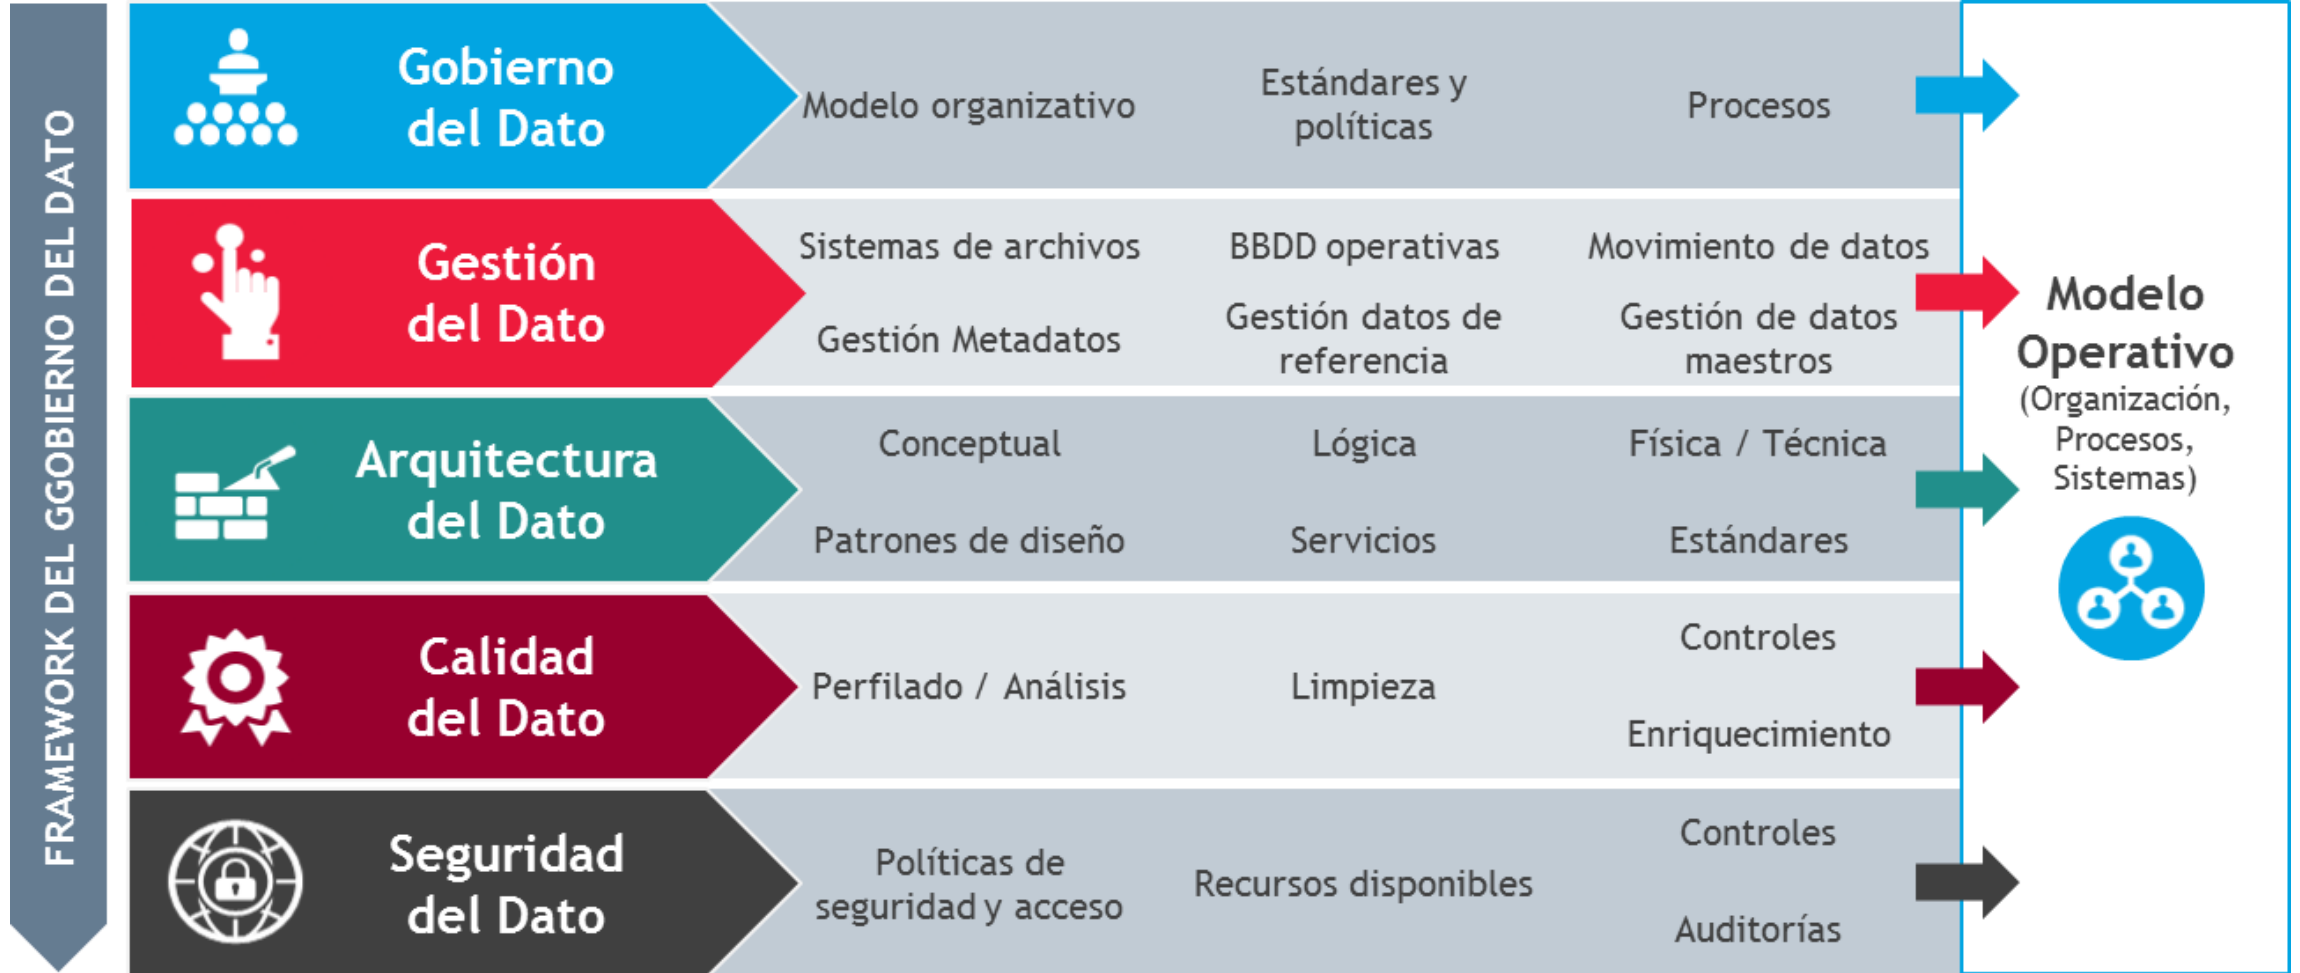 FRAMEWORK DEL GGOBIERNO DEL DATO
Gobierno
del Dato
Modelo organizativo
Estándares y
políticas
Procesos
Gestión
del Dato
Sistemas de archivos
BBDD operativas
Movimiento de datos
Gestión Metadatos
Gestión datos de
referencia
Gestión de datos
maestros
Arquitectura
del Dato
Conceptual
Lógica
Física / Técnica
Patrones de diseño
Servicios
Estándares
Calidad
del Dato
Perfilado / Análisis
Limpieza
Controles
Enriquecimiento
Seguridad
del Dato
Políticas de
seguridad y acceso
Recursos disponibles
Controles
Auditorías
Modelo
Operativo
(Organización,
Procesos,
Sistemas)